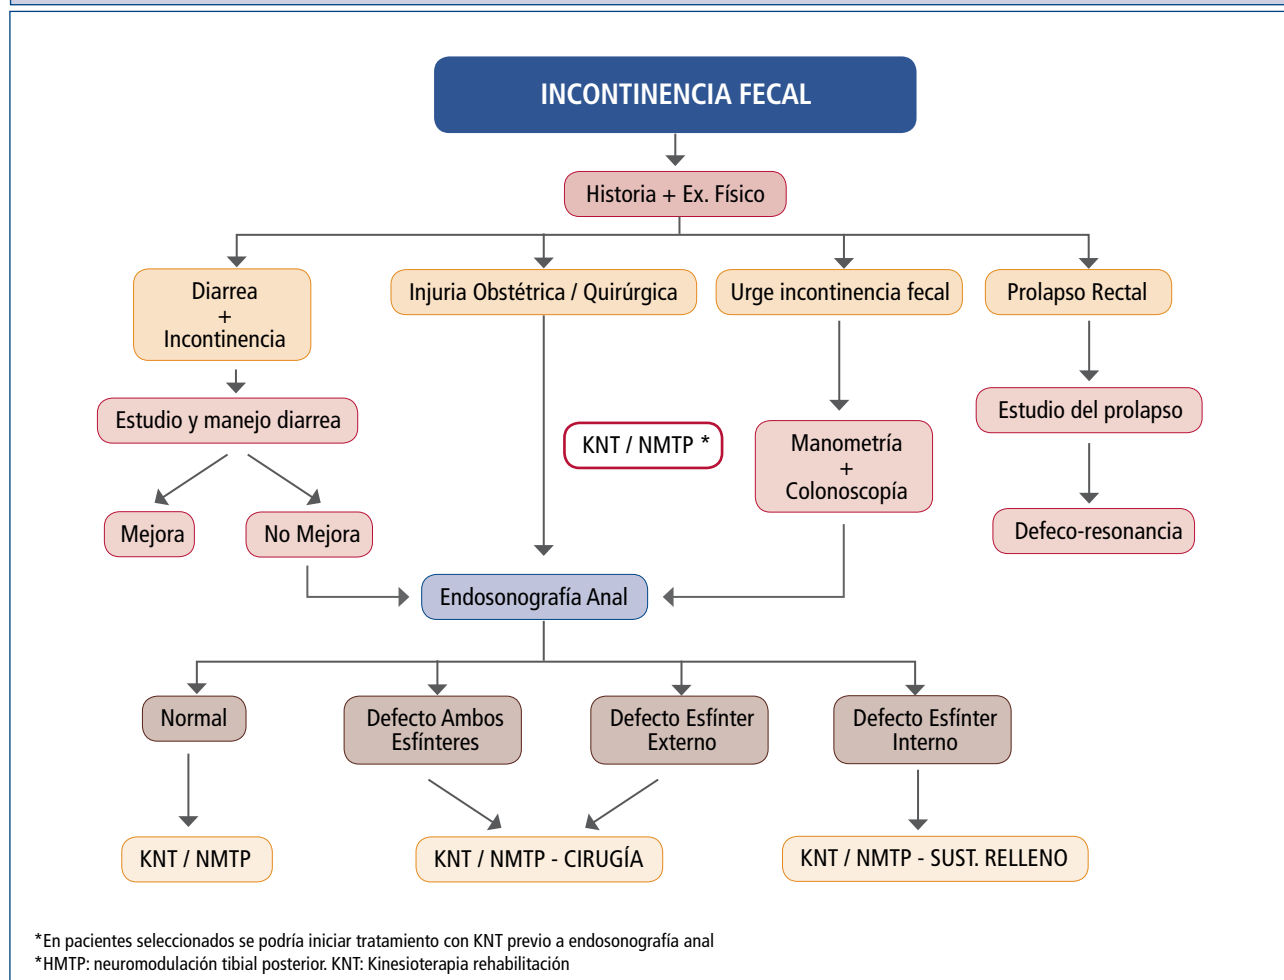 INCONTINENCIA FECAL
Historia + Ex. Físico
Diarrea
+
Incontinencia
Injuria Obstétrica / Quirúrgica
Urge incontinencia fecal
Prolapso Rectal
Estudio y manejo diarrea
KNT / NMTP *
Manometría
+
Colonoscopía
Estudio del prolapso
Mejora
No Mejora
Defeco-resonancia
Endosonografía Anal
Normal
Defecto Ambos
Esfínteres
Defecto Esfínter
Externo
Defecto Esfínter
Interno
KNT / NMTP
KNT / NMTP - CIRUGÍA
KNT / NMTP - SUST. RELLENO
*En pacientes seleccionados se podría iniciar tratamiento con KNT previo a endosonografía anal
*HMTP: neuromodulación tibial posterior. KNT: Kinesioterapia rehabilitación